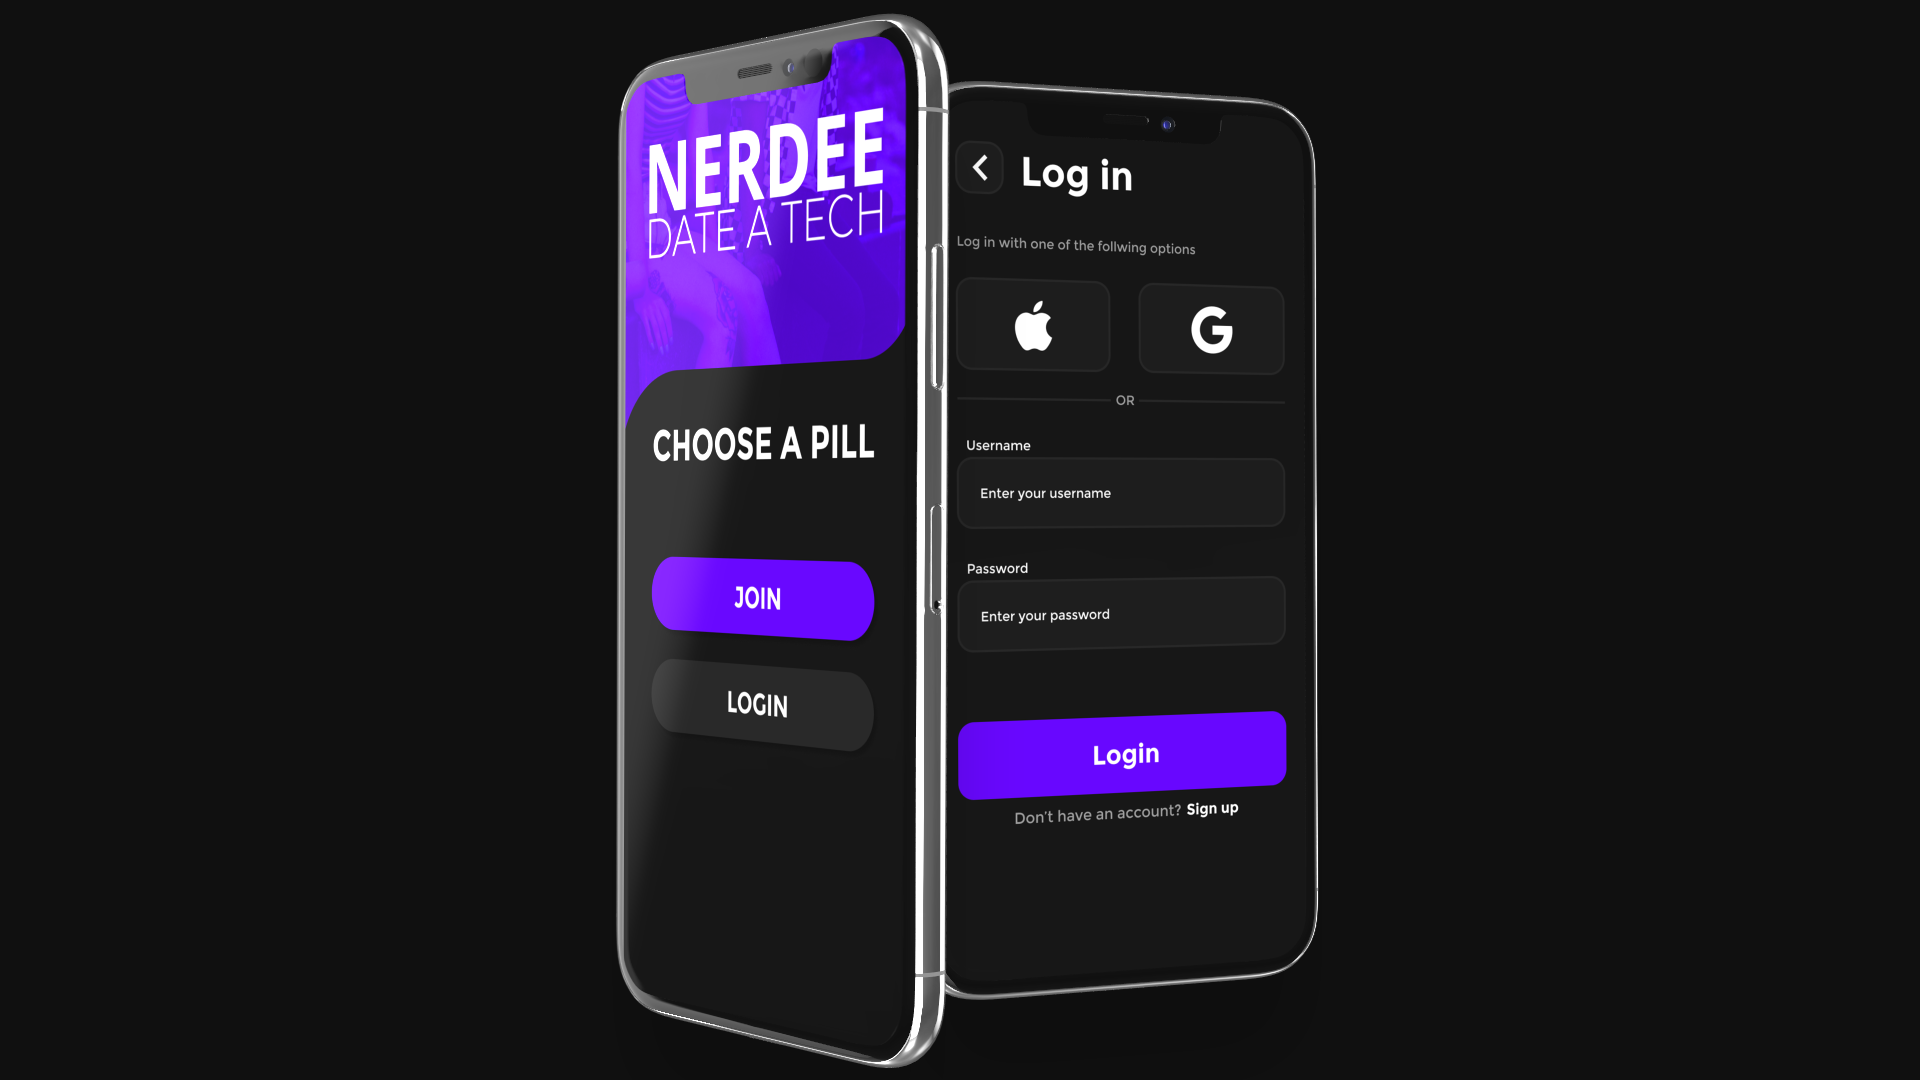 NERDEE
DATE A TECH
CHOOSE A PILL
JOIN
LOGIN
Log in
Log in with one of the follwing options
G
OR
Username
Enter your username
Password
Enter your password
Login
Don't have an account? Sign up